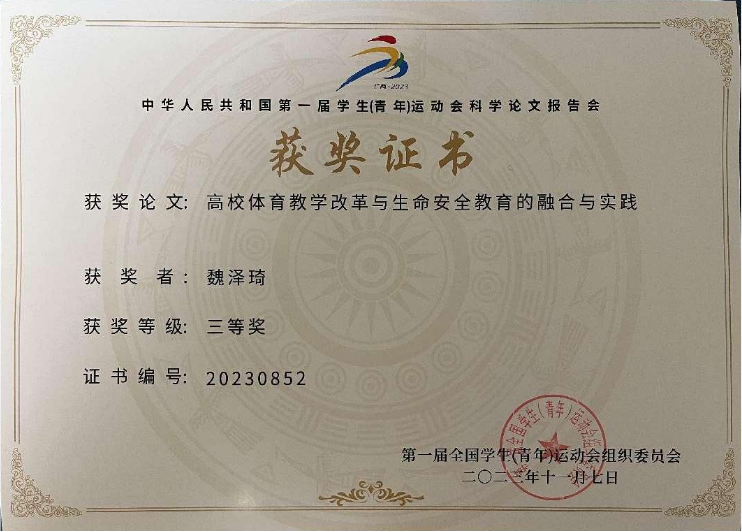 广西·2023
中华人民共和国第一届学生(青年)运动会科学论文报告会
获奖证书
获奖论文: 高校体育教学改革与生命安全教育的融合与实践
获奖者: 魏泽琦
获奖等级: 三等奖
证书编号: 20230852
第一届全国学生(青年)运动会组织委员会
二〇二三年十一月七日